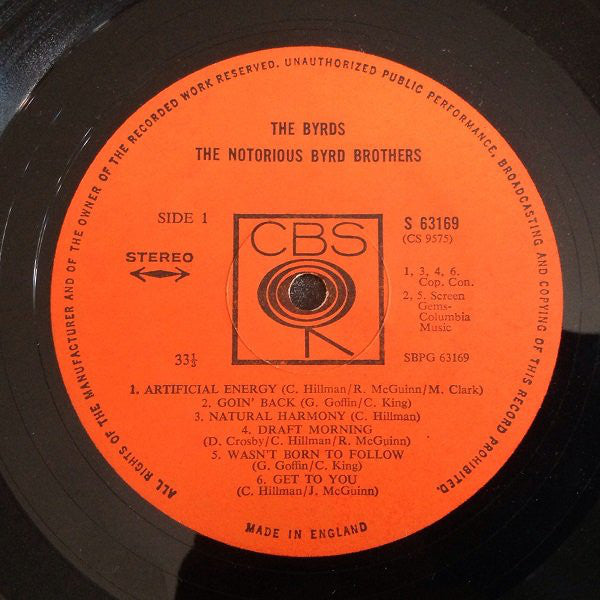 ALL RIGHTS OF THE MANUFACTURER AND OF THE OWNER OF THE RECORDED WORK RESERVED. UNAUTHORIZED PUBLIC PERFORMANCE, BROADCASTING AND COPYING OF THIS RECORD PROHIBITED.
THE BYRDS
THE NOTORIOUS BYRD BROTHERS
SIDE 1
S 63169
(CS 9575)
CBS
STEREO
1, 3, 4, 6.
Cop. Con.
2, 5. Screen
Gems-
Columbia
Music
33⅓
SBPG 63169
1. ARTIFICIAL ENERGY (C. Hillman/R. McGuinn/M. Clark)
2. GOIN' BACK (G. Goffin/C. King)
3. NATURAL HARMONY (C. Hillman)
4. DRAFT MORNING
(D. Crosby/C. Hillman/R. McGuinn)
5. WASN'T BORN TO FOLLOW
(G. Goffin/C. King)
6. GET TO YOU
(C. Hillman/J. McGuinn)
MADE IN ENGLAND